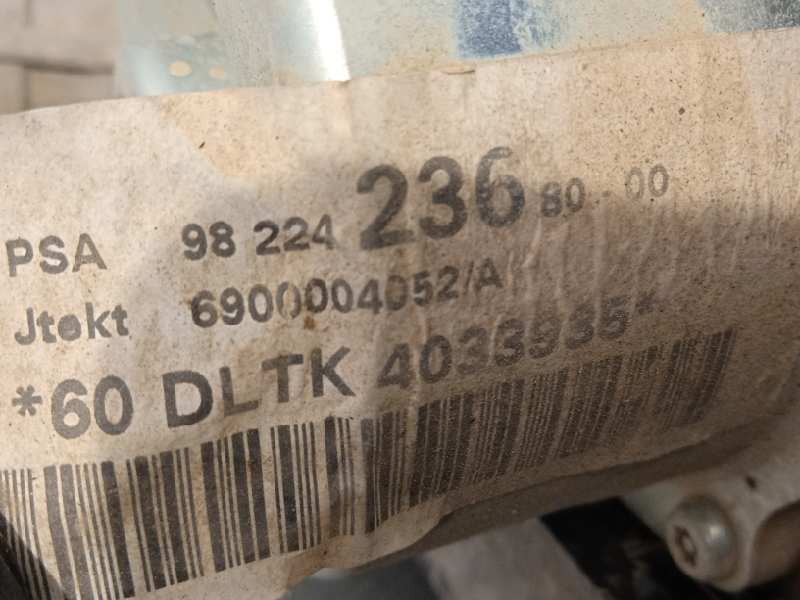 PSA 98 224 236 80-00
Jtekt 6900004052/A
*60 DLTK 4033935*